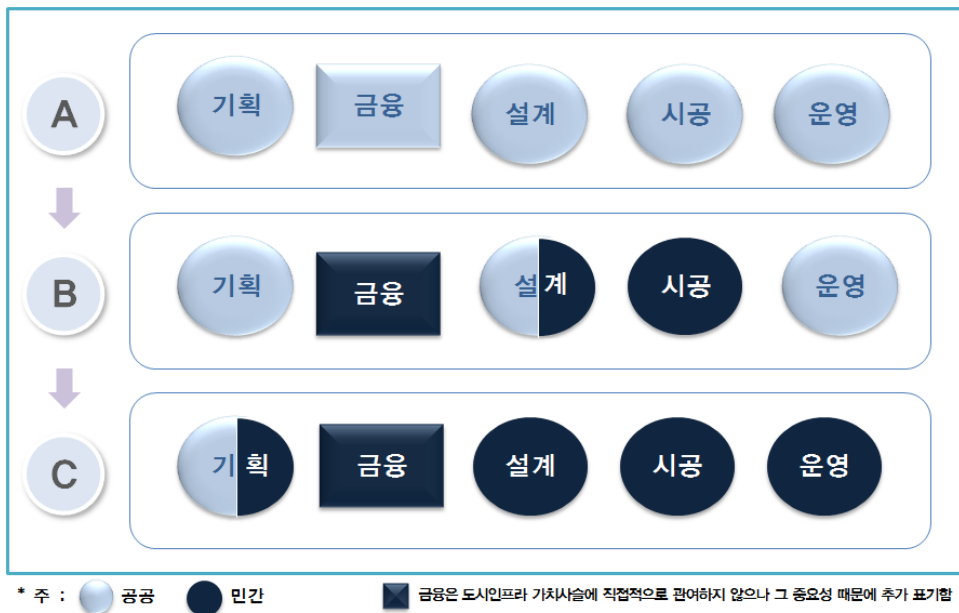 A
기획 금융 설계 시공 운영
B
기획 금융 설계 시공 운영
C
기획 금융 설계 시공 운영
* 주 : 공공 민간 금융은 도시인프라 가치사슬에 직접적으로 관여하지 않으나 그 중요성 때문에 추가 표기함